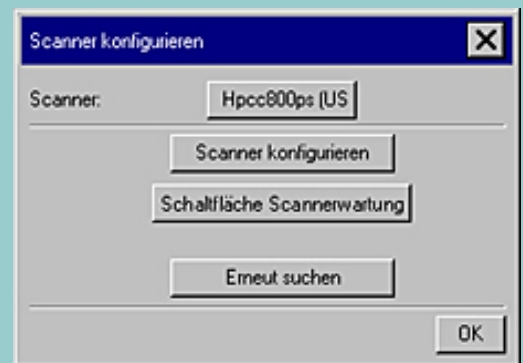 Scanner konfigurieren
Scanner: Hpcc800ps (US
Scanner konfigurieren
Schaltfläche Scannerwartung
Erneut suchen
OK